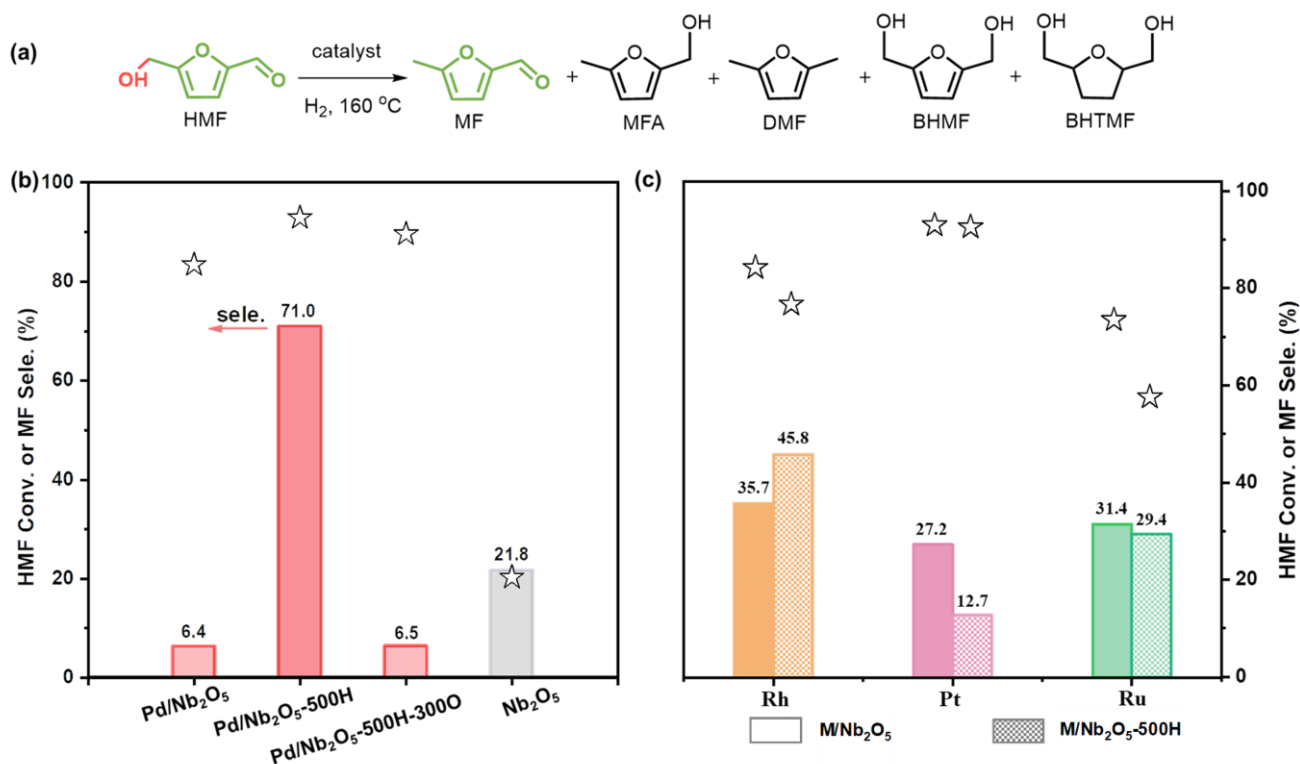 (a)
OH
O
O
HMF
catalyst
H₂, 160 °C
O
O
MF
+
O
OH
MFA
+
O
DMF
+
OH
O
OH
BHMF
+
OH
O
OH
BHTMF
(b)
HMF Conv. or MF Sele. (%)
100
80
60
40
20
0
sele.
6.4
71.0
6.5
21.8
Pd/Nb₂O₅
Pd/Nb₂O₅-500H
Pd/Nb₂O₅-500H-300O
Nb₂O₅
(c)
35.7
45.8
27.2
12.7
31.4
29.4
Rh
Pt
Ru
100
80
60
40
20
0
HMF Conv. or MF Sele. (%)
M/Nb₂O₅
M/Nb₂O₅-500H